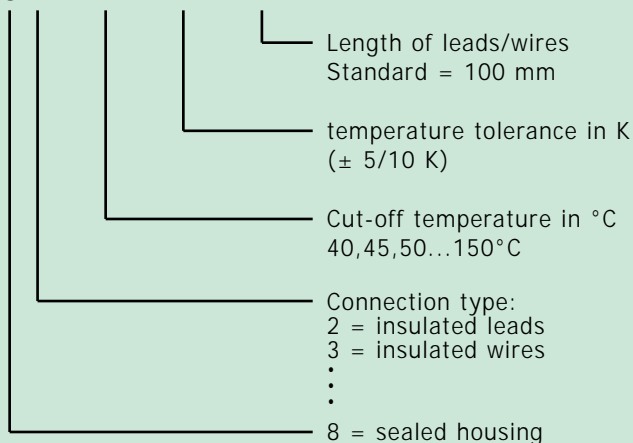 Length of leads/wires
Standard = 100 mm
temperature tolerance in K
(± 5/10 K)
Cut-off temperature in °C
40,45,50...150°C
Connection type:
2 = insulated leads
3 = insulated wires
•
•
•
8 = sealed housing